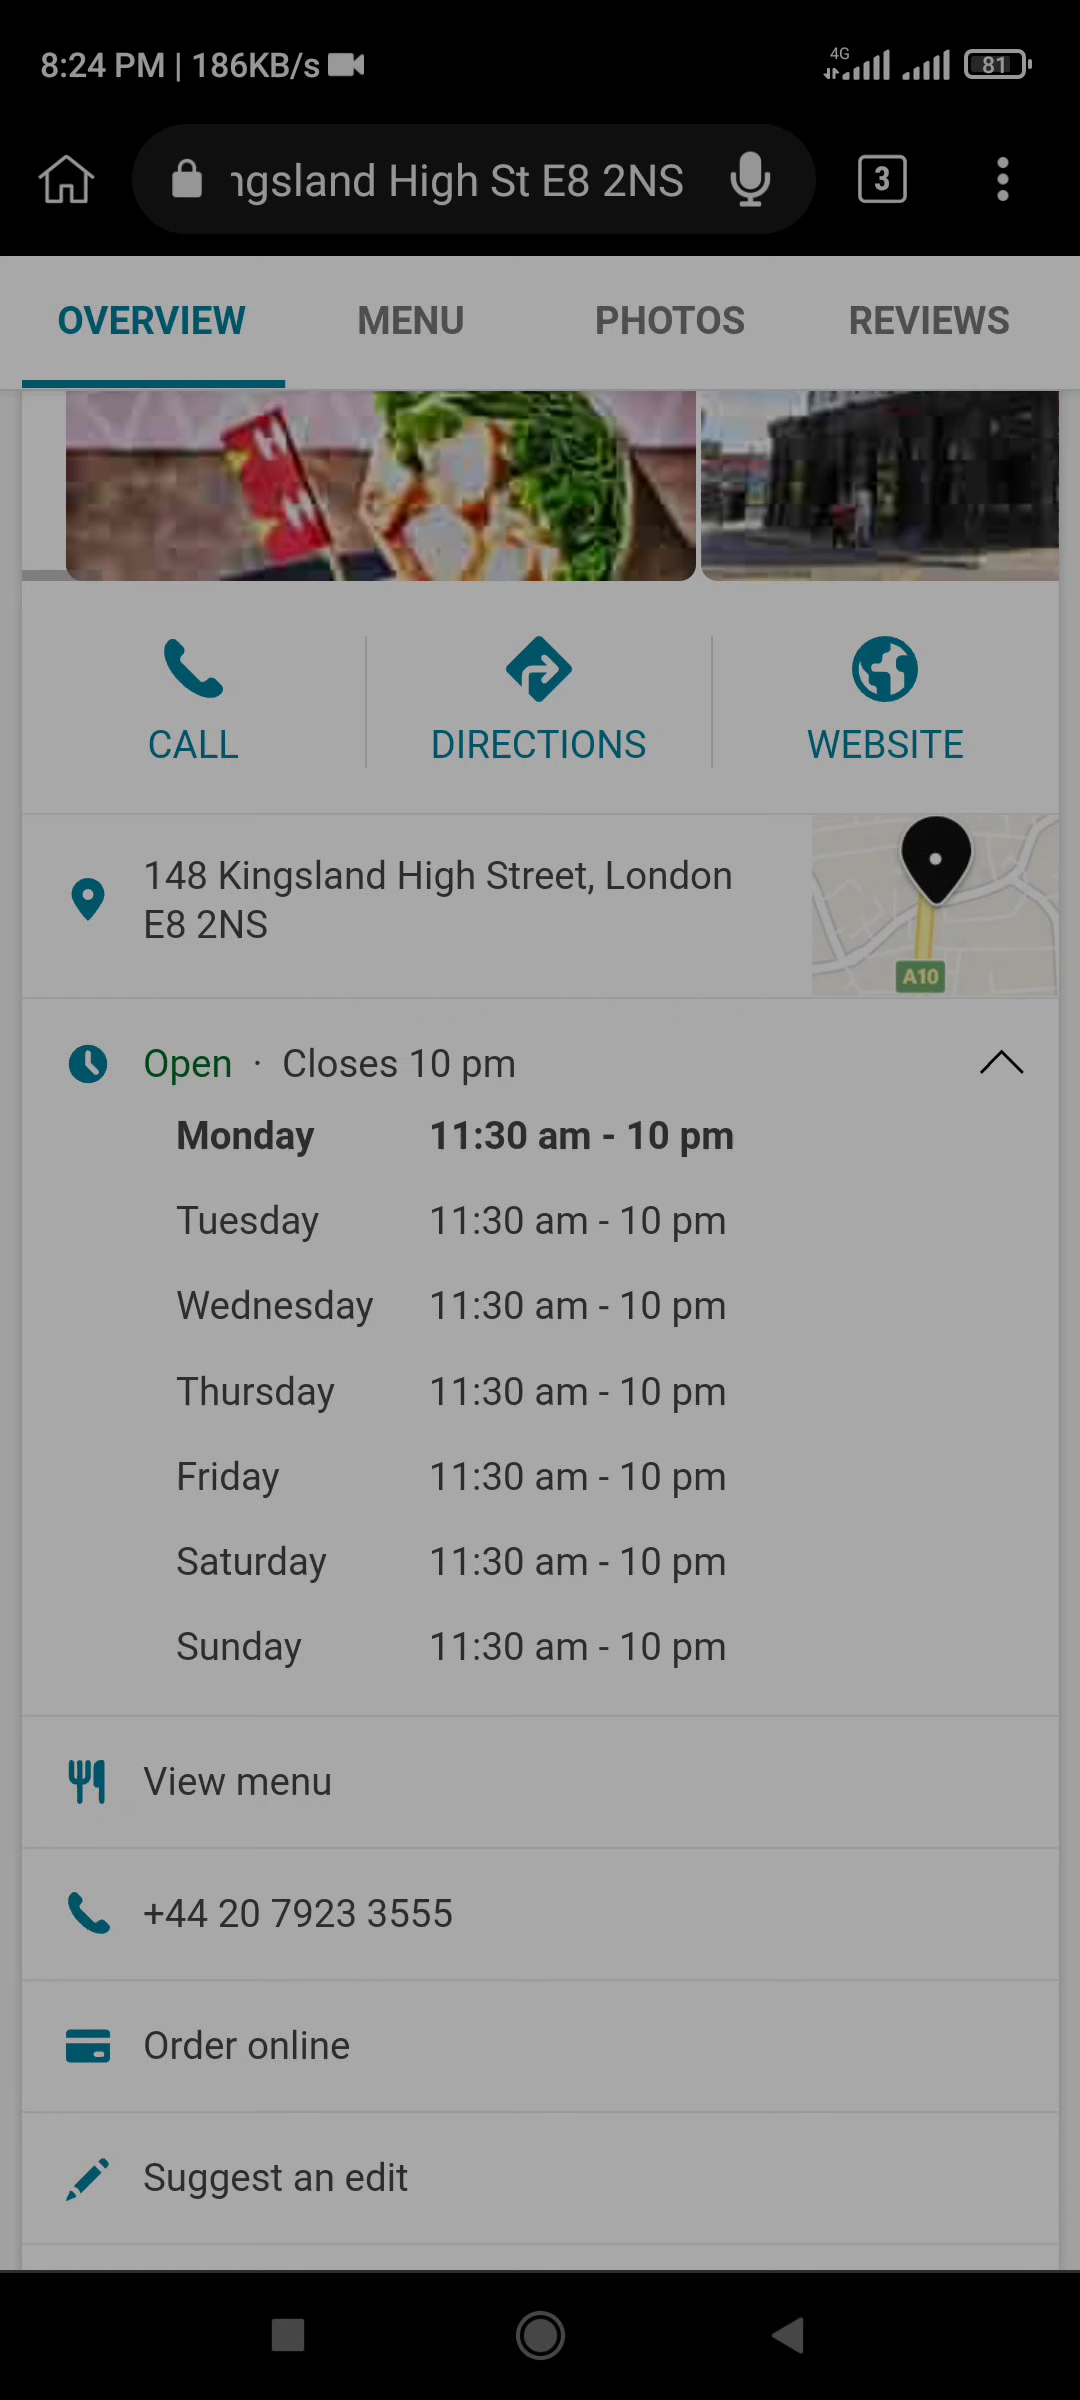 8:24 PM | 186KB/s
4G
81
ngsland High St E8 2NS
3
OVERVIEW MENU PHOTOS REVIEWS
H
H
CALL DIRECTIONS WEBSITE
148 Kingsland High Street, London
E8 2NS
A10
Open · Closes 10 pm
Monday 11:30 am - 10 pm
Tuesday 11:30 am - 10 pm
Wednesday 11:30 am - 10 pm
Thursday 11:30 am - 10 pm
Friday 11:30 am - 10 pm
Saturday 11:30 am - 10 pm
Sunday 11:30 am - 10 pm
View menu
+44 20 7923 3555
Order online
Suggest an edit